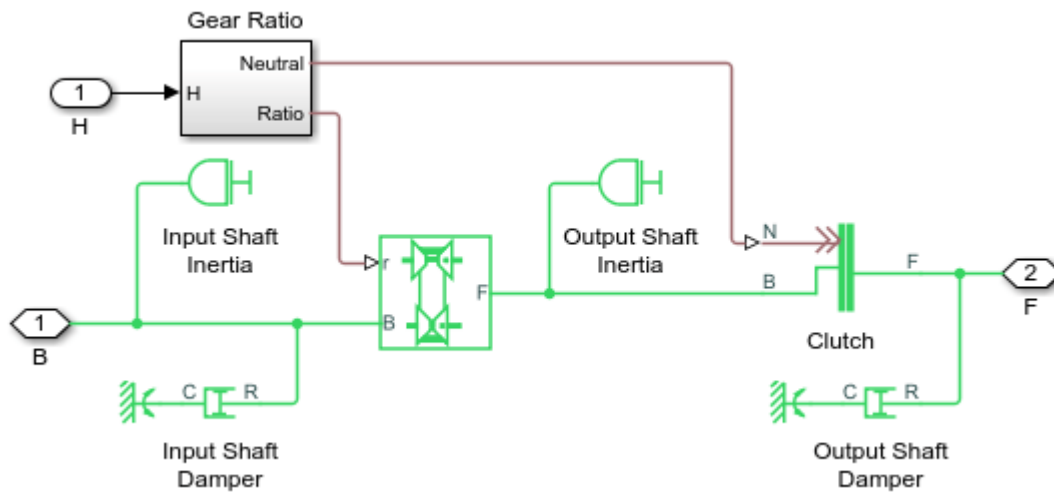 Gear Ratio
Neutral
1
H
Ratio
H
N
Input Shaft
Inertia
Output Shaft
Inertia
r
F
B
F
2
F
1
B
B
Clutch
C
R
C
R
Input Shaft
Damper
Output Shaft
Damper